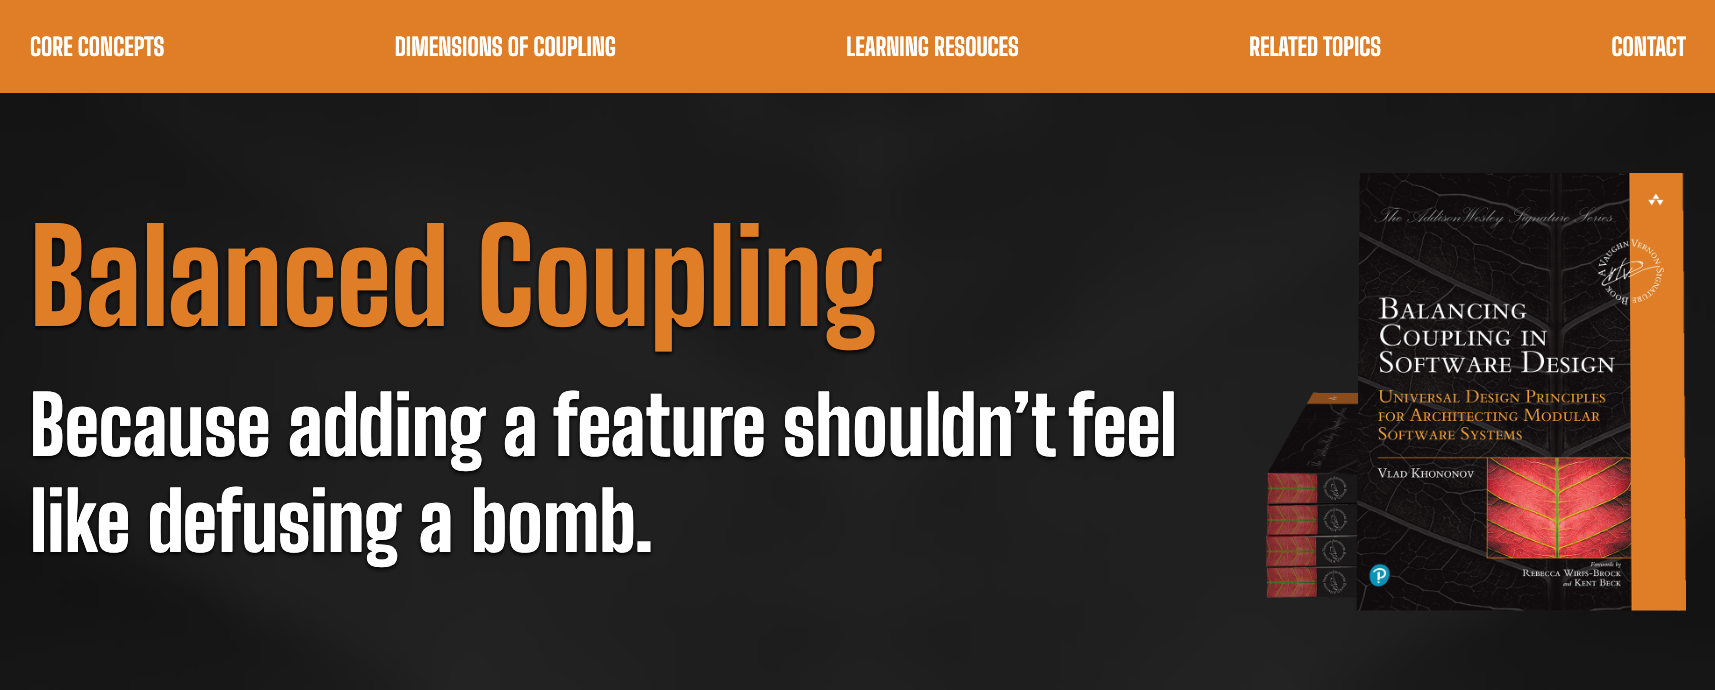 CORE CONCEPTS
DIMENSIONS OF COUPLING
LEARNING RESOUCES
RELATED TOPICS
CONTACT
Balanced Coupling
Because adding a feature shouldn’t feel
like defusing a bomb.
The Addison Wesley Signature Series
A VAUGHN VERNON SIGNATURE BOOK
BALANCING
COUPLING IN
SOFTWARE DESIGN
UNIVERSAL DESIGN PRINCIPLES
FOR ARCHITECTING MODULAR
SOFTWARE SYSTEMS
VLAD KHONONOV
Forewords by
REBECCA WIRFS-BROCK
and KENT BECK
P